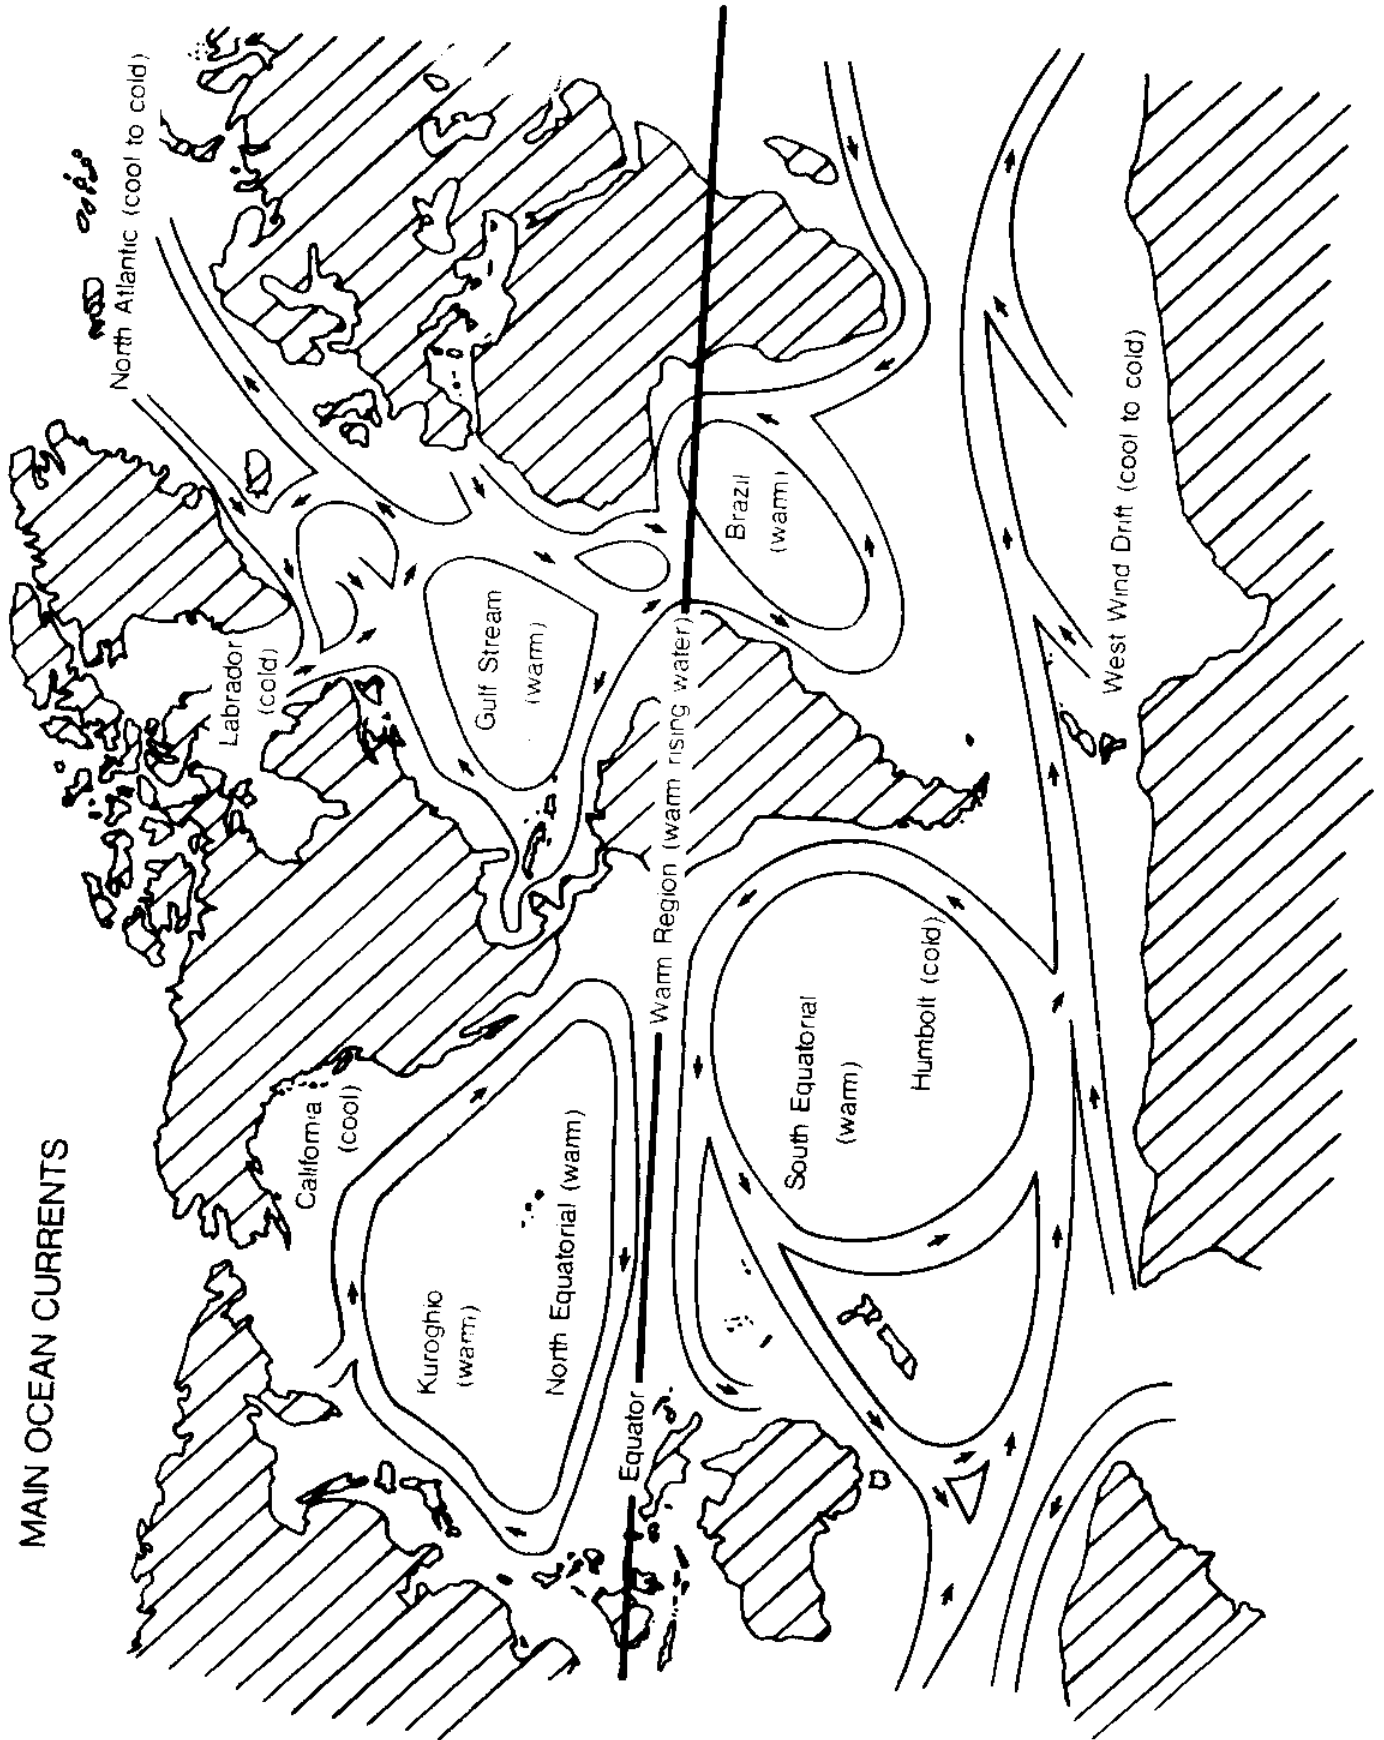 MAIN OCEAN CURRENTS
North Atlantic (cool to cold)
Labrador
(cold)
California
(cool)
Gulf Stream
(warm)
Kuroghio
(warm)
North Equatorial (warm)
Equator
Warm Region (warm rising water)
Brazil
(warm)
South Equatorial
(warm)
Humbolt (cold)
West Wind Drift (cool to cold)